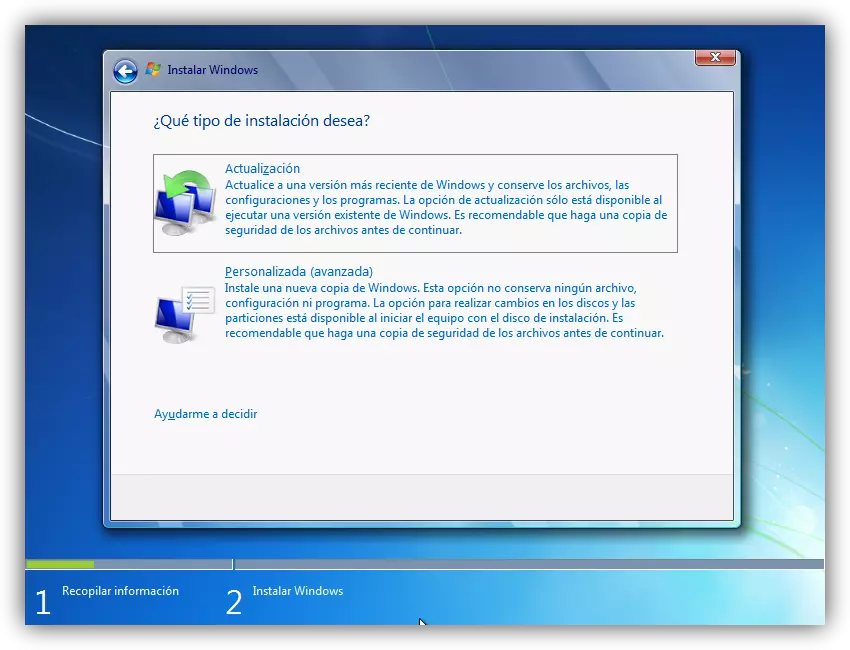 Instalar Windows
¿Qué tipo de instalación desea?
Actualización
Actualice a una versión más reciente de Windows y conserve los archivos, las
configuraciones y los programas. La opción de actualización sólo está disponible al
ejecutar una versión existente de Windows. Es recomendable que haga una copia de
seguridad de los archivos antes de continuar.
Personalizada (avanzada)
Instale una nueva copia de Windows. Esta opción no conserva ningún archivo,
configuración ni programa. La opción para realizar cambios en los discos y las
particiones está disponible al iniciar el equipo con el disco de instalación. Es
recomendable que haga una copia de seguridad de los archivos antes de continuar.
Ayudarme a decidir
1 Recopilar información
2 Instalar Windows